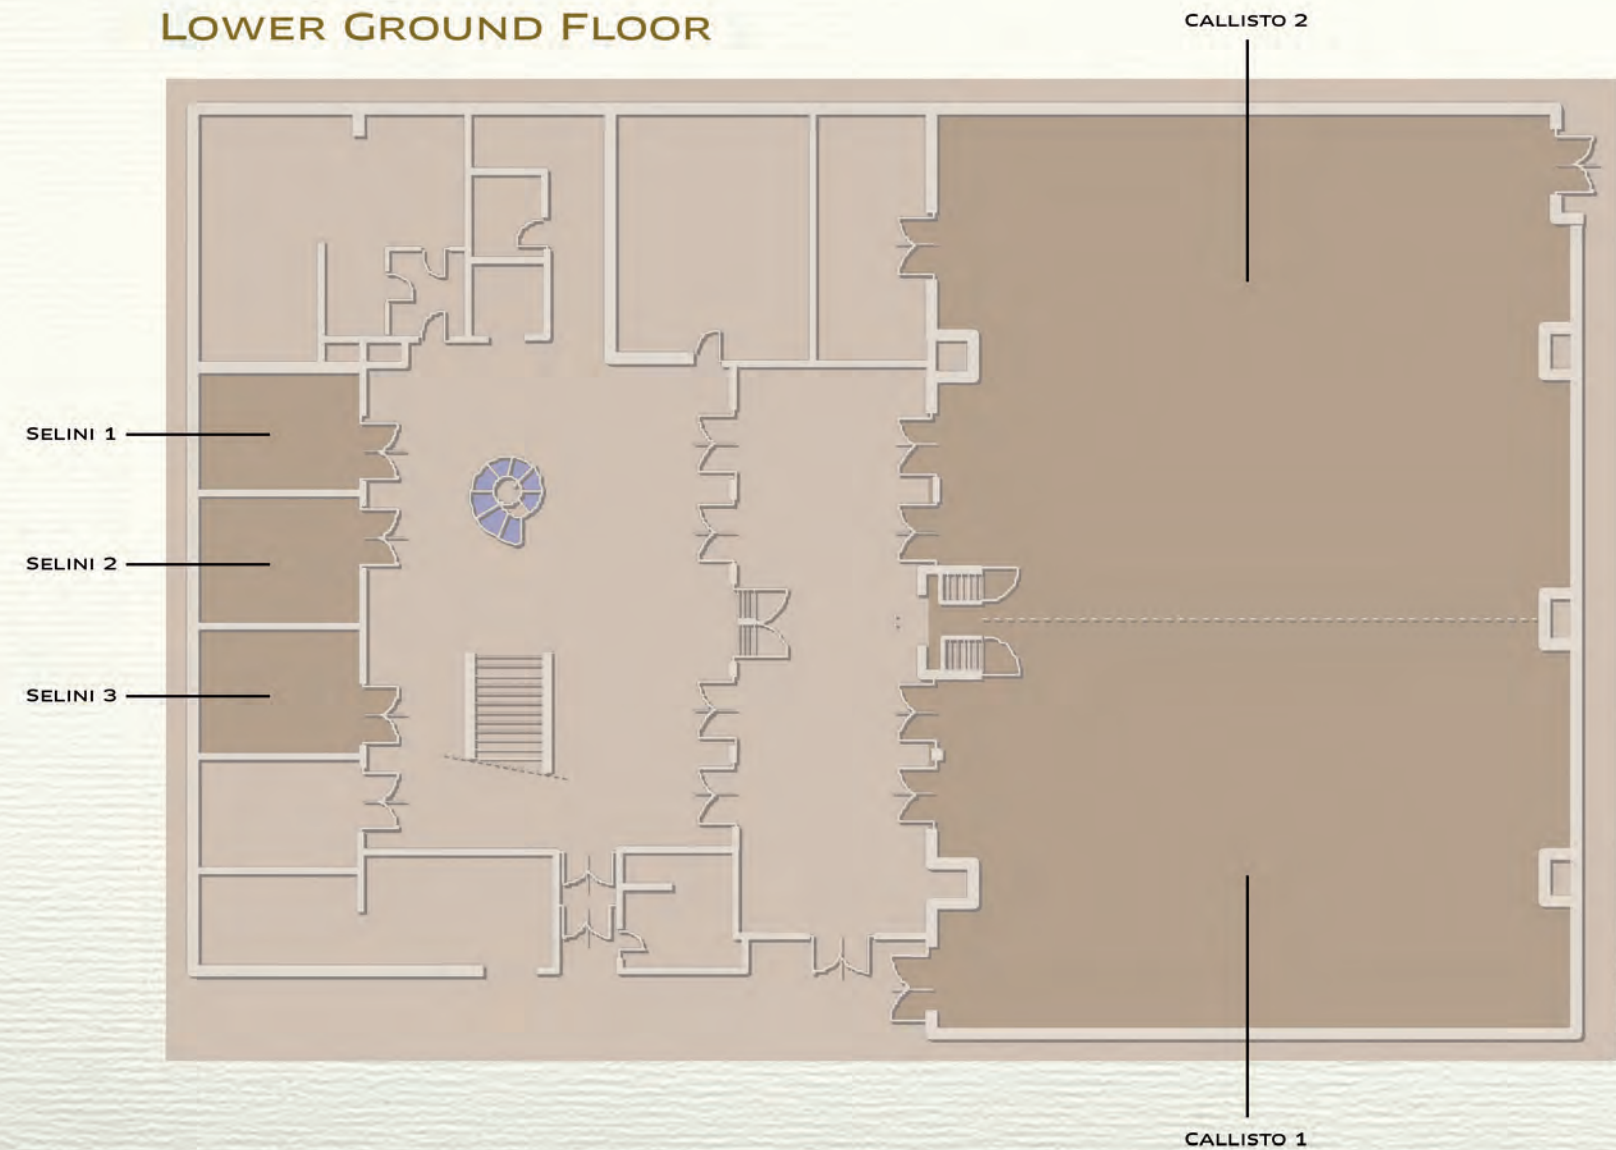 Lower Ground Floor
Callisto 2
Selini 1
Selini 2
Selini 3
Callisto 1